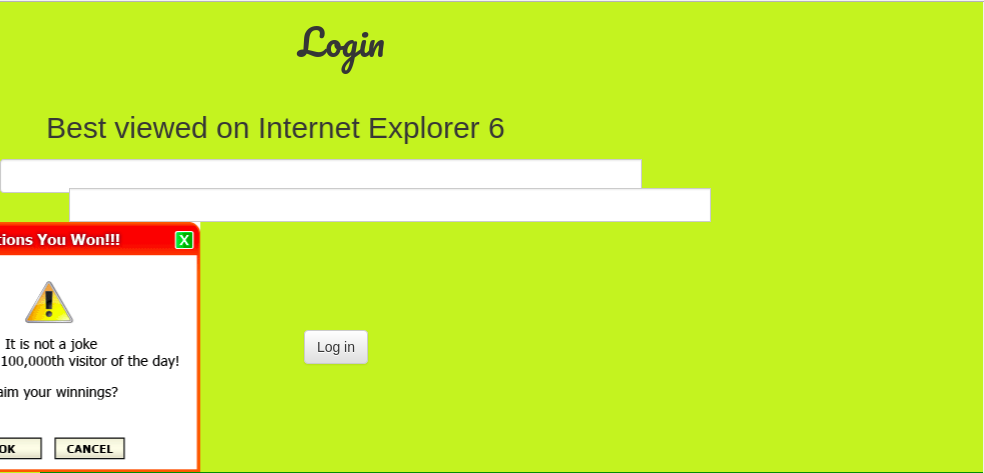 Login
Best viewed on Internet Explorer 6
tions You Won!!!
X
It is not a joke
100,000th visitor of the day!
aim your winnings?
Log in
OK
CANCEL